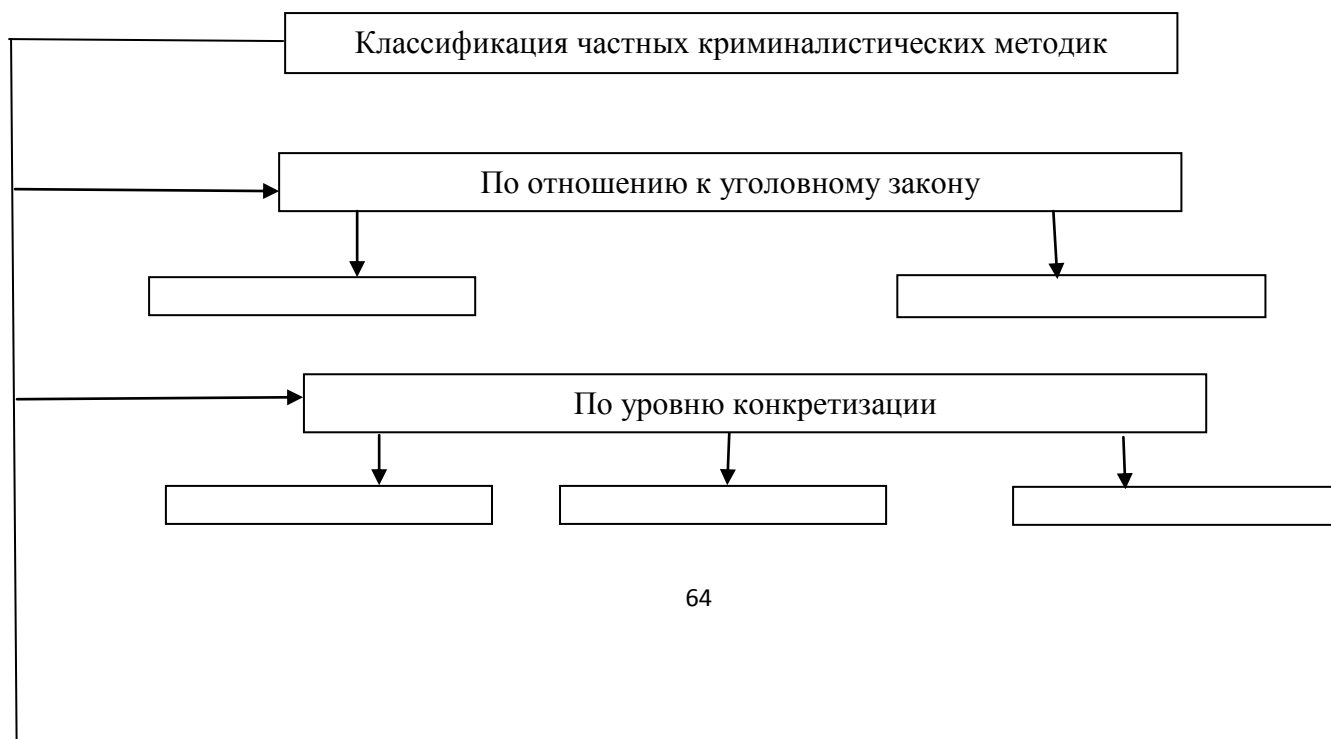 Классификация частных криминалистических методик
По отношению к уголовному закону
По уровню конкретизации
64